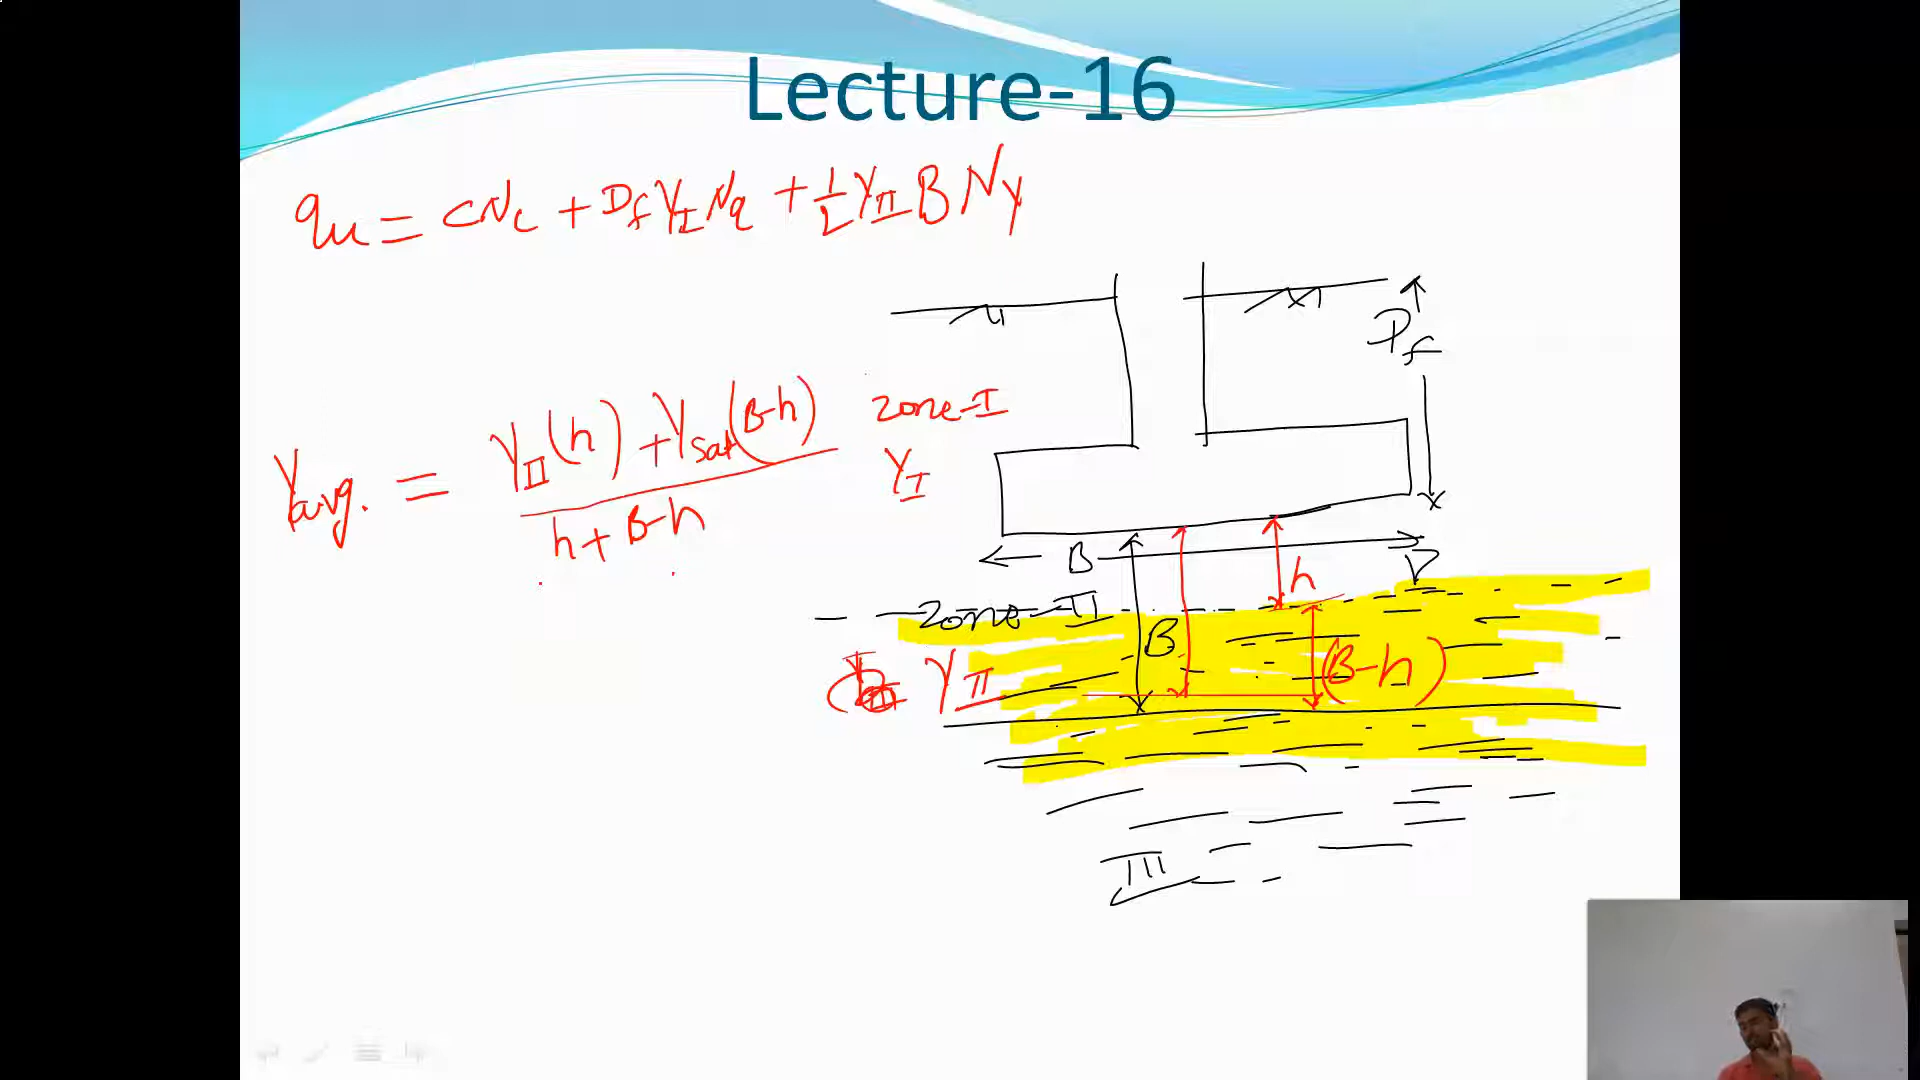 Lecture-16
qu = CNc + Df γI Nq + 1/2 γII B Nγ
Df
γavg. = (γII (h) + γsat (B-h)) / (h + B-h)
zone-I
γI
B
h
zone-II
B
γII
(B-h)
III